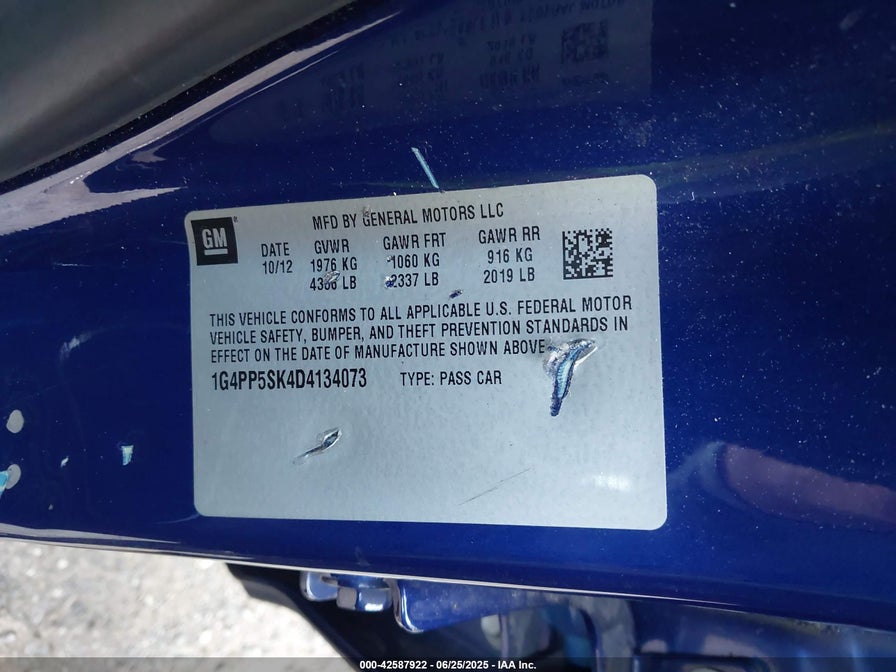 MFD BY GENERAL MOTORS LLC
GM
DATE GVWR GAWR FRT GAWR RR
10/12 1976 KG 1060 KG 916 KG
4356 LB 2337 LB 2019 LB
THIS VEHICLE CONFORMS TO ALL APPLICABLE U.S. FEDERAL MOTOR
VEHICLE SAFETY, BUMPER, AND THEFT PREVENTION STANDARDS IN
EFFECT ON THE DATE OF MANUFACTURE SHOWN ABOVE
1G4PP5SK4D4134073 TYPE: PASS CAR
000-42587922 - 06/25/2025 - IAA Inc.